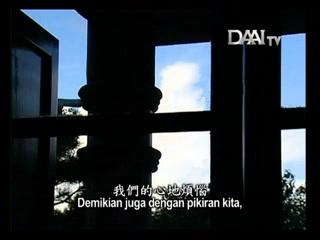 DAAI TV
我們的心地煩惱
Demikian juga dengan pikiran kita,